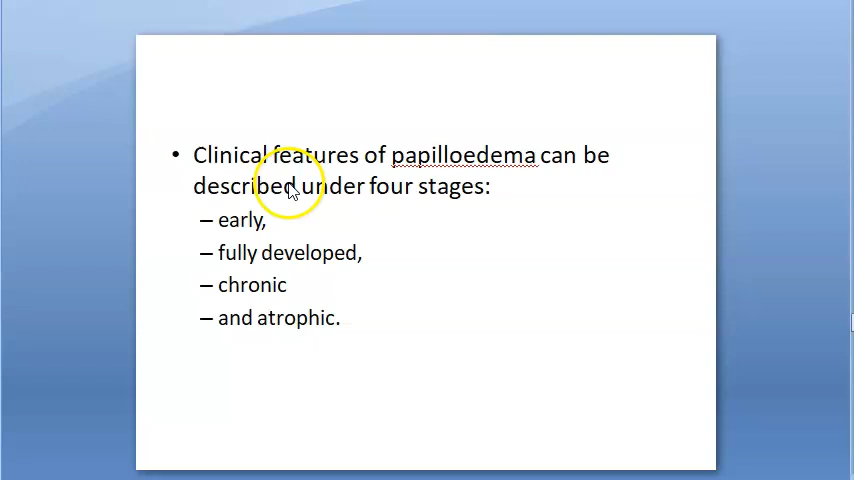 • Clinical features of papilloedema can be
described under four stages:
– early,
– fully developed,
– chronic
– and atrophic.